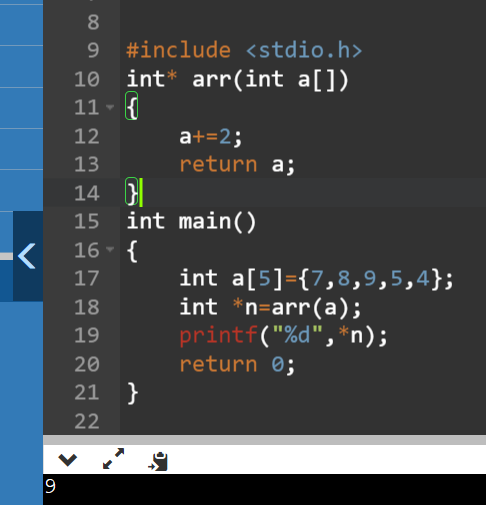 8
9 #include <stdio.h>
10 int* arr(int a[])
11 {
12 a+=2;
13 return a;
14 }
15 int main()
16 {
17 int a[5]={7,8,9,5,4};
18 int *n=arr(a);
19 printf("%d",*n);
20 return 0;
21 }
22
9